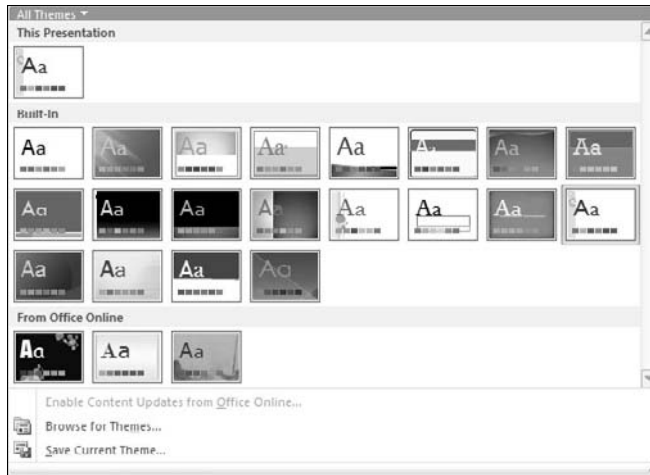 All Themes
This Presentation
Aa
Built-In
Aa Aa Aa Aa Aa A Aa Aa
Aa Aa Aa Aa Aa Aa Aa Aa
Aa Aa Aa Aa
From Office Online
Aa Aa Aa
Enable Content Updates from Office Online...
Browse for Themes...
Save Current Theme...